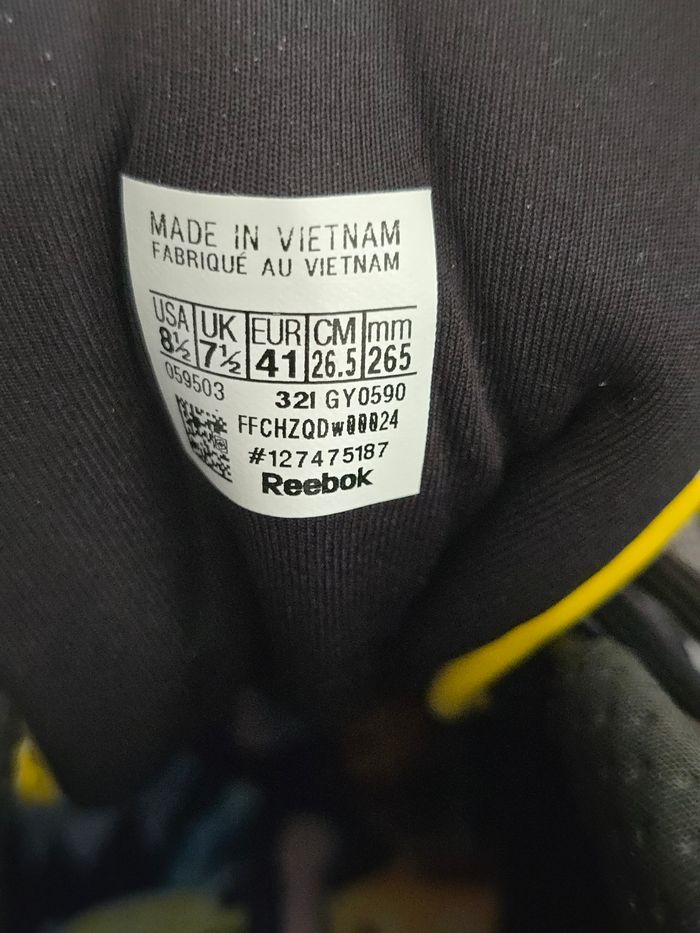 MADE IN VIETNAM
FABRIQUÉ AU VIETNAM
USA UK EUR CM mm
8½ 7½ 41 26.5 265
059503 32I GY0590
FFCHZQDW00024
#127475187
Reebok